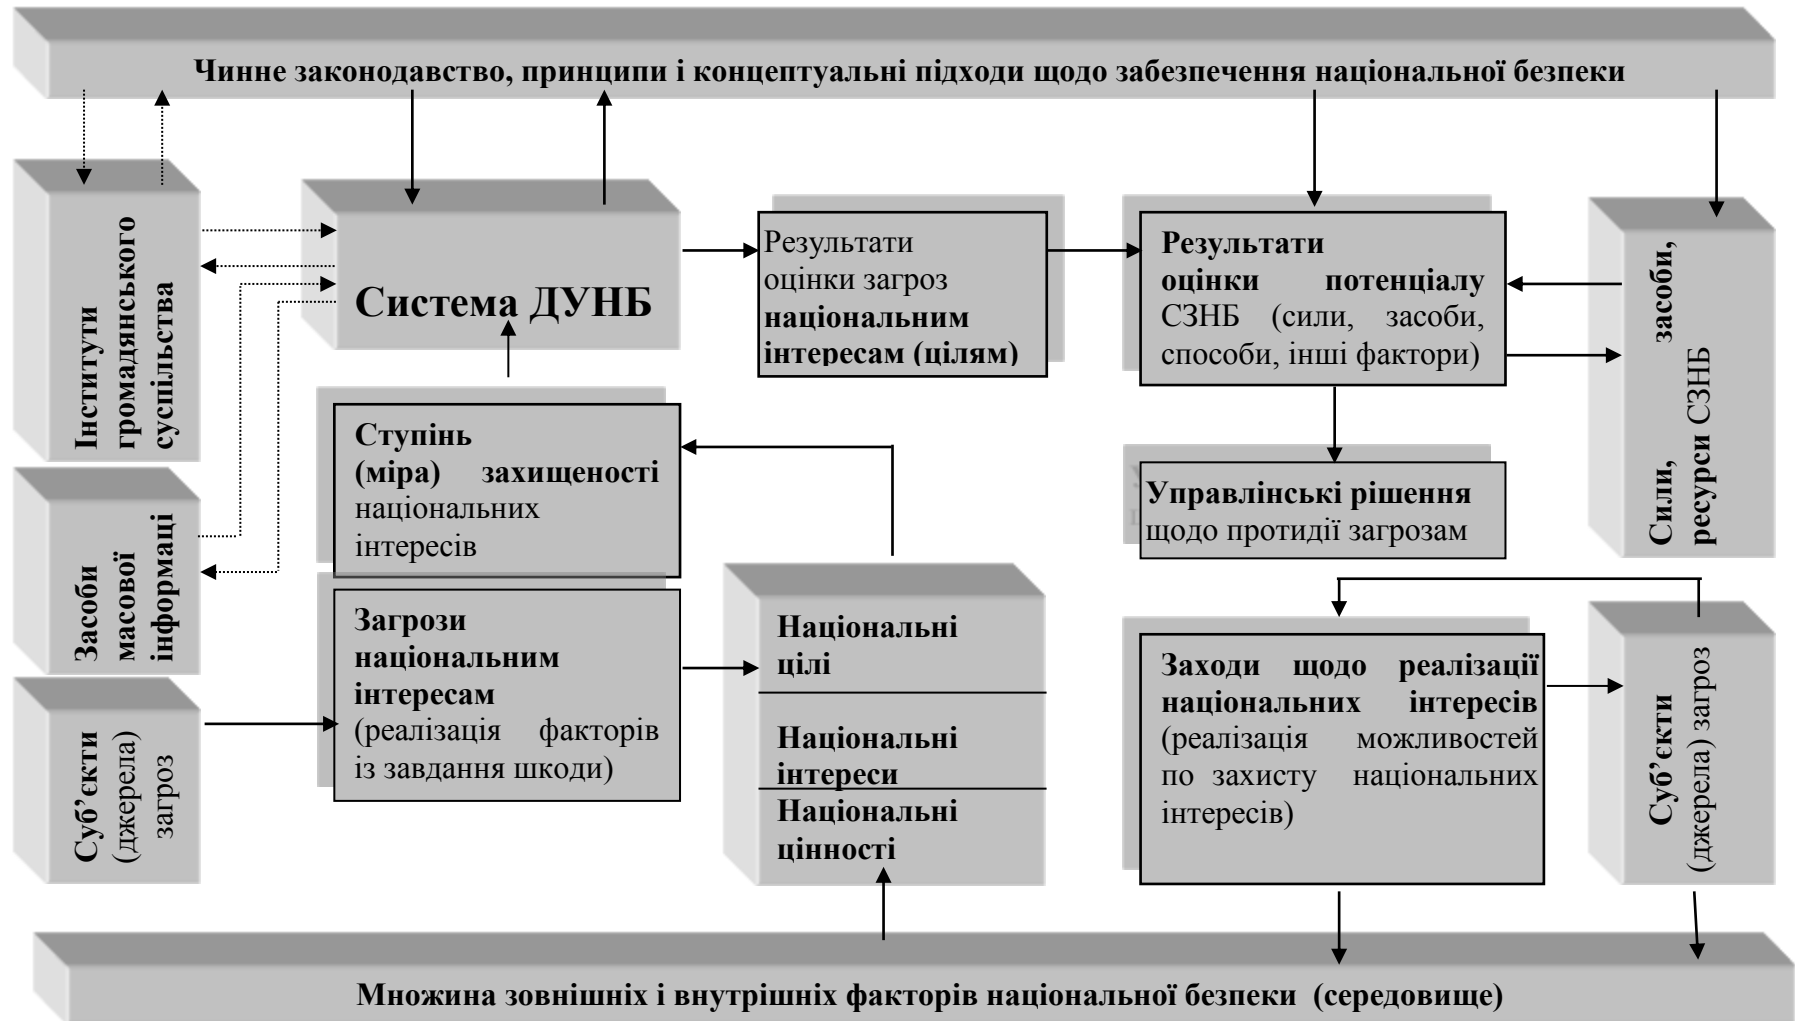 Чинне законодавство, принципи і концептуальні підходи щодо забезпечення національної безпеки
Інститути
громадянського
суспільства
Система ДУНБ
Результати
оцінки загроз
національним
інтересам (цілям)
Результати
оцінки потенціалу
СЗНБ (сили, засоби,
способи, інші фактори)
Сили, засоби,
ресурси СЗНБ
Ступінь
(міра) захищеності
національних
інтересів
Управлінські рішення
щодо протидії загрозам
Засоби
масової
інформаці
Загрози
національним
інтересам
(реалізація факторів
із завдання шкоди)
Національні
цілі
Національні
інтереси
Національні
цінності
Заходи щодо реалізації
національних інтересів
(реалізація можливостей
по захисту національних
інтересів)
Суб’єкти
(джерела) загроз
Суб’єкти
(джерела)
загроз
Множина зовнішніх і внутрішніх факторів національної безпеки (середовище)